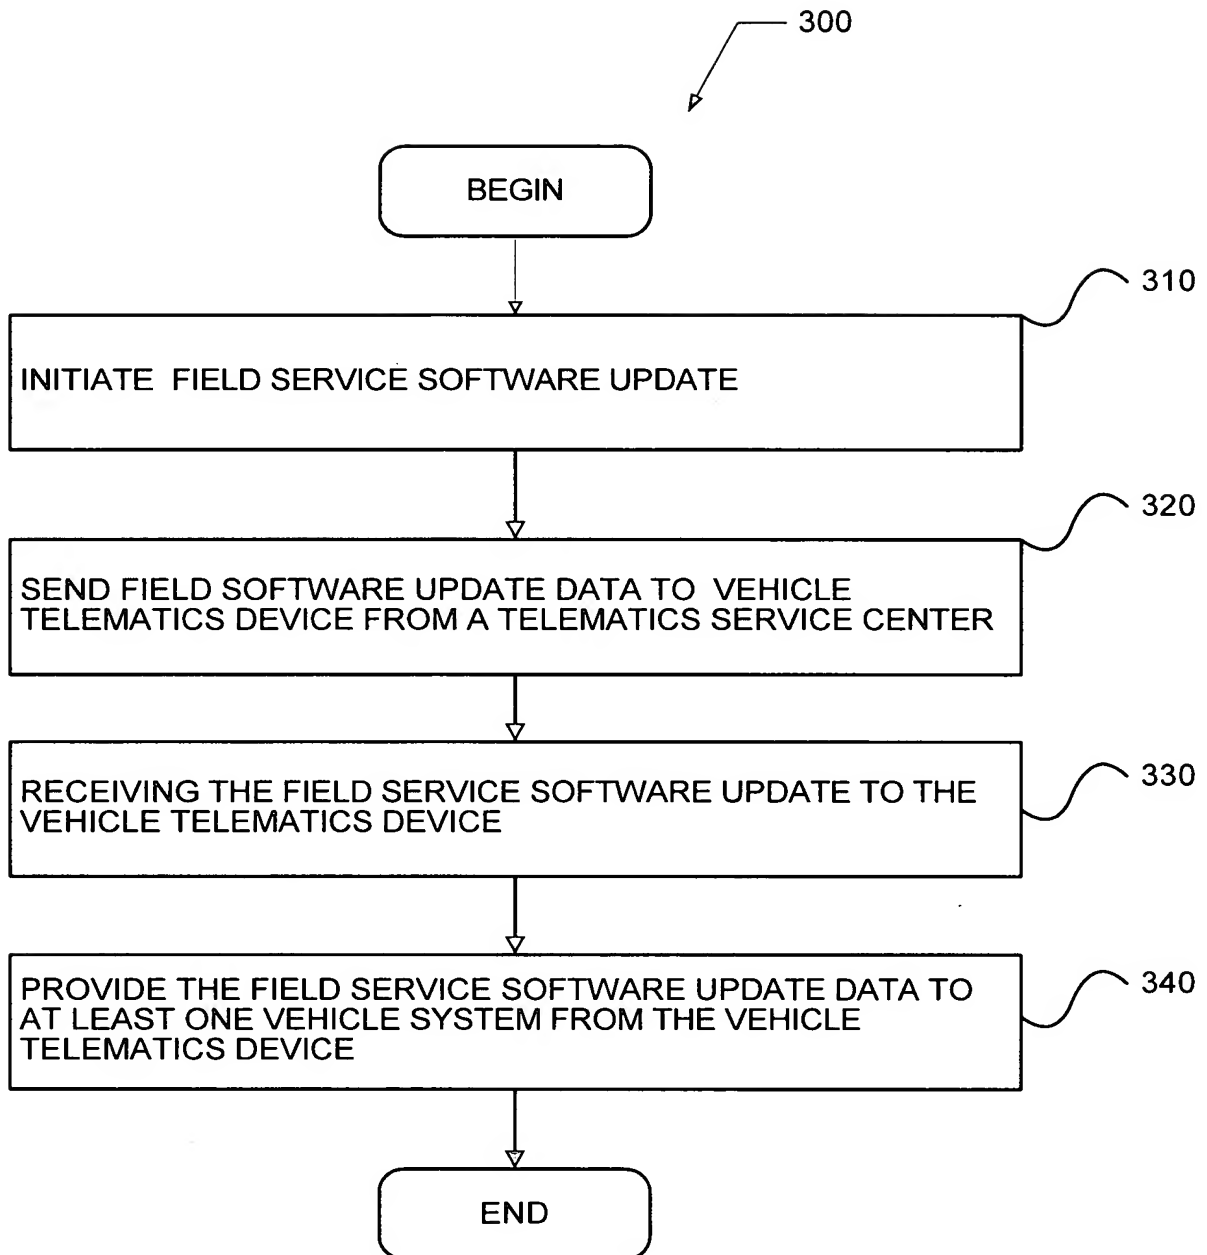 300
BEGIN
310
INITIATE FIELD SERVICE SOFTWARE UPDATE
320
SEND FIELD SOFTWARE UPDATE DATA TO VEHICLE
TELEMATICS DEVICE FROM A TELEMATICS SERVICE CENTER
330
RECEIVING THE FIELD SERVICE SOFTWARE UPDATE TO THE
VEHICLE TELEMATICS DEVICE
340
PROVIDE THE FIELD SERVICE SOFTWARE UPDATE DATA TO
AT LEAST ONE VEHICLE SYSTEM FROM THE VEHICLE
TELEMATICS DEVICE
END